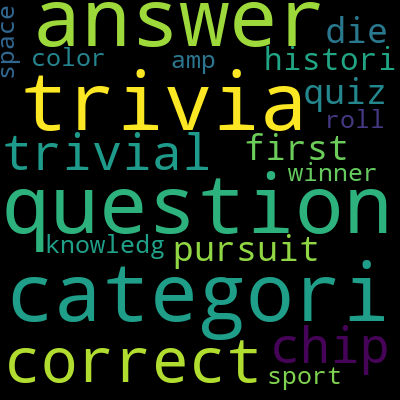 space
answer
die
color
amp
histori
trivia
quiz
roll
trivial
first
winner
question
knowledg
pursuit
categori
chip
correct
sport